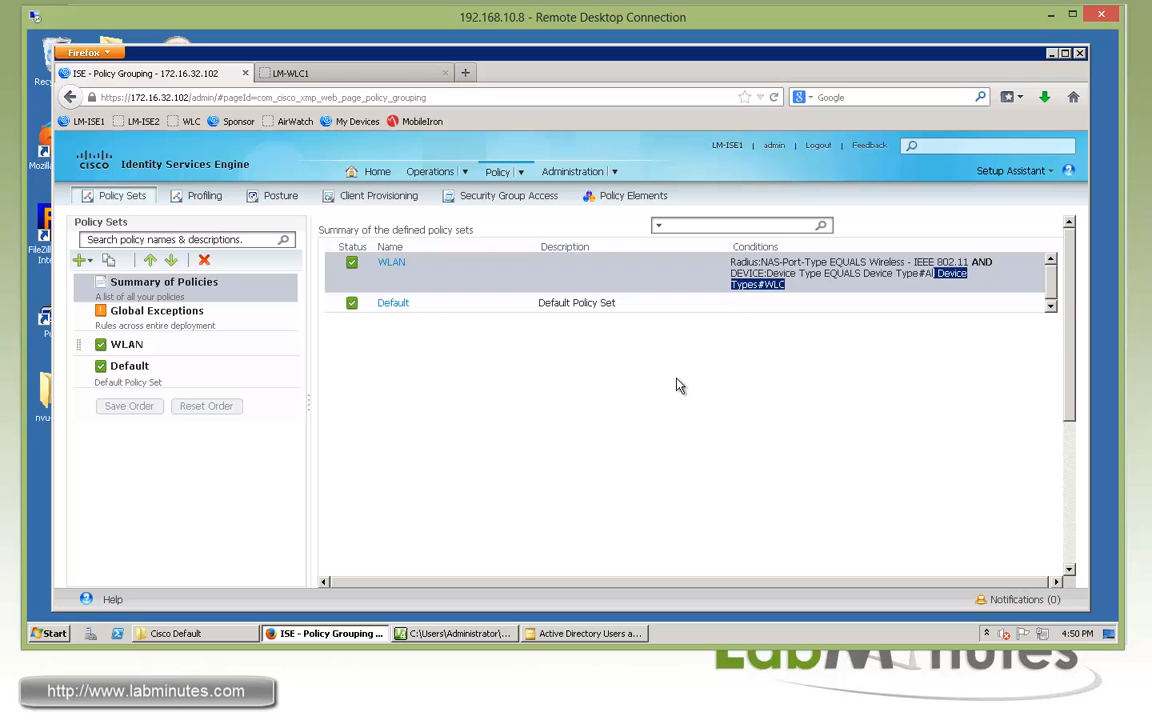 192.168.10.8 - Remote Desktop Connection
Firefox
ISE - Policy Grouping - 172.16.32.102
LM-WLC1
https://172.16.32.102/admin/#pageId=com_cisco_xmp_web_page_policy_grouping
Google
LM-ISE1
LM-ISE2
WLC
Sponsor
AirWatch
My Devices
MobileIron
LM-ISE1
admin
Logout
Feedback
CISCO
Identity Services Engine
Home
Operations
Policy
Administration
Setup Assistant
Policy Sets
Profiling
Posture
Client Provisioning
Security Group Access
Policy Elements
Policy Sets
Search policy names & descriptions.
Summary of Policies
A list of all your policies
Global Exceptions
Rules across entire deployment
WLAN
Default
Default Policy Set
Save Order
Reset Order
Summary of the defined policy sets
Status
Name
Description
Conditions
WLAN
Radius:NAS-Port-Type EQUALS Wireless - IEEE 802.11 AND
DEVICE:Device Type EQUALS Device Type#All Device
Types#WLC
Default
Default Policy Set
Help
Notifications (0)
Start
Cisco Default
ISE - Policy Grouping ...
C:\Users\Administrator\...
Active Directory Users a...
4:50 PM
LabMinutes
http://www.labminutes.com